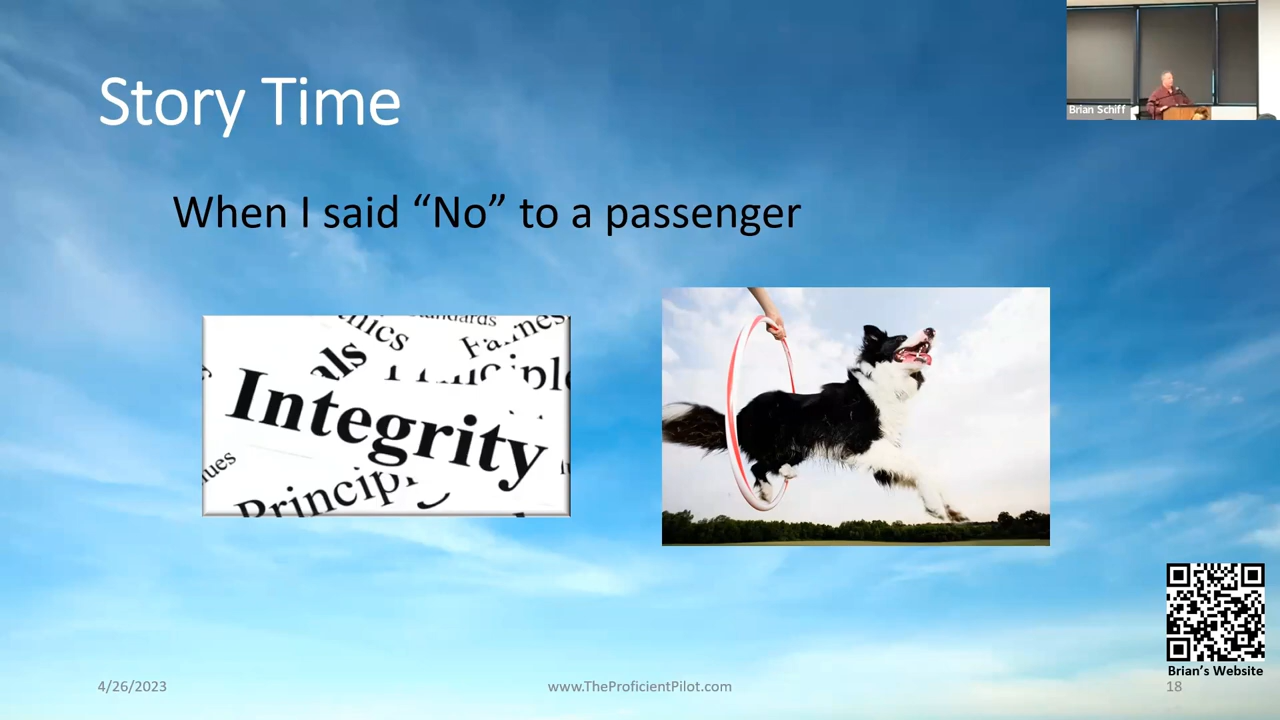 Brian Schiff
Story Time
When I said “No” to a passenger
Integrity
Brian's Website
4/26/2023
www.TheProficientPilot.com
18